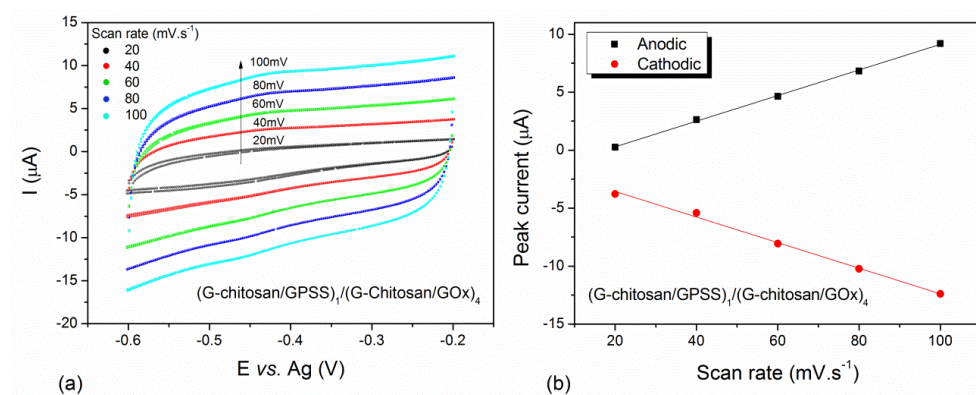 15
10
5
0
-5
-10
-15
-20
I (μA)
Scan rate (mV.s⁻¹)
20
40
60
80
100
100mV
80mV
60mV
40mV
20mV
(G-chitosan/GPSS)₁/(G-Chitosan/GOx)₄
-0.6 -0.5 -0.4 -0.3 -0.2
E vs. Ag (V)
(a)
10
5
0
-5
-10
-15
Peak current (μA)
Anodic
Cathodic
(G-chitosan/GPSS)₁/(G-chitosan/GOx)₄
20 40 60 80 100
Scan rate (mV.s⁻¹)
(b)